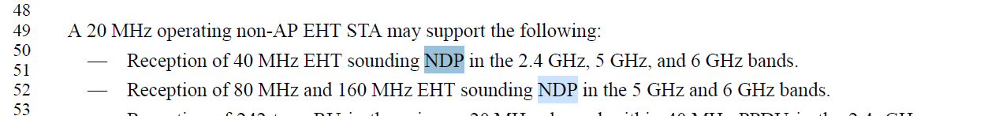 48
49 A 20 MHz operating non-AP EHT STA may support the following:
50 — Reception of 40 MHz EHT sounding NDP in the 2.4 GHz, 5 GHz, and 6 GHz bands.
51
52 — Reception of 80 MHz and 160 MHz EHT sounding NDP in the 5 GHz and 6 GHz bands.
53